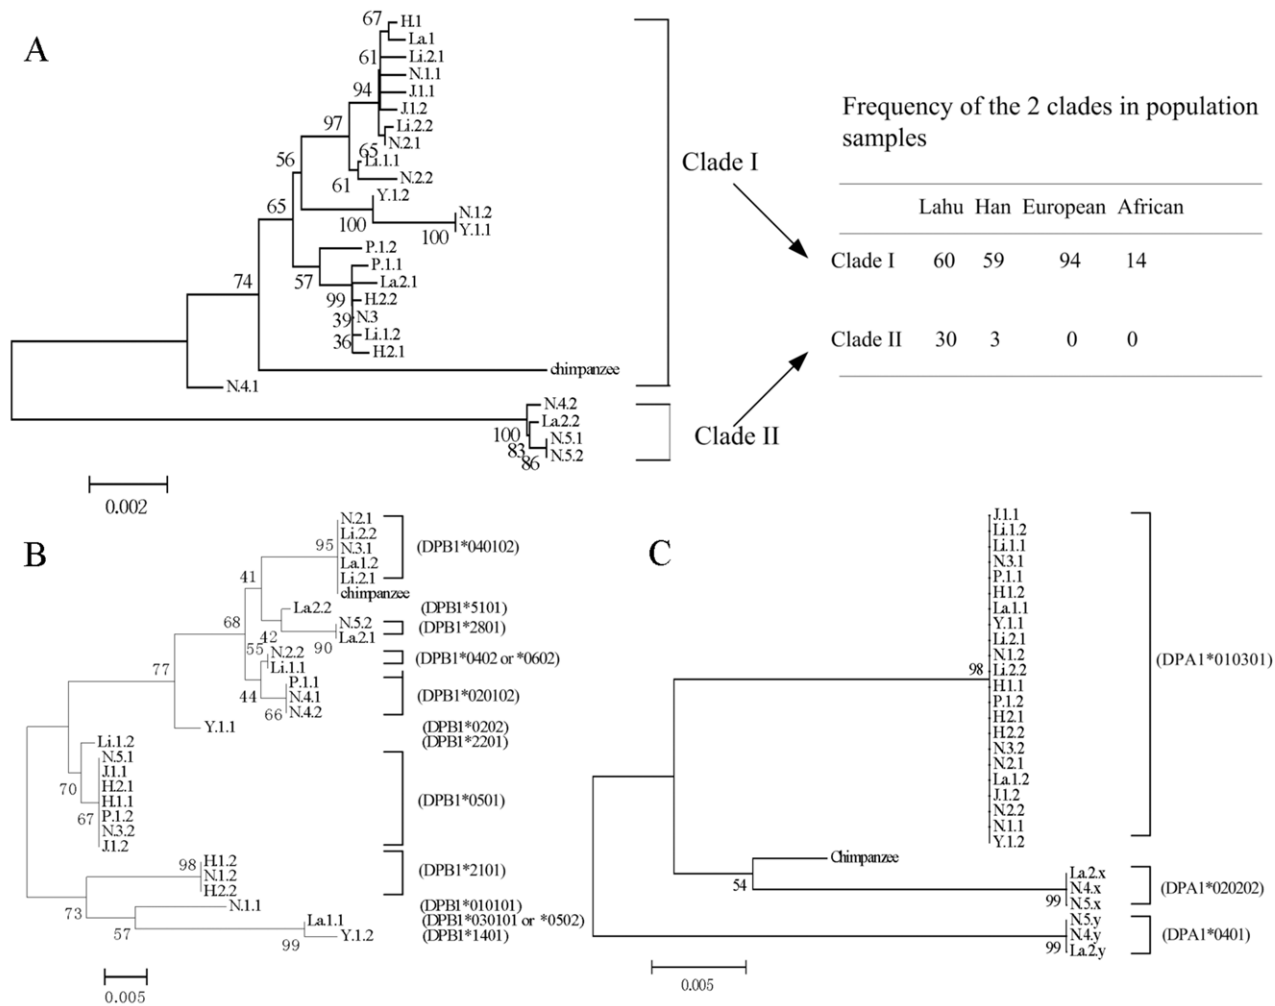 A
67
H.1
La.1
61
Li.2.1
N.1.1
94
J.1.1
J.1.2
97
Li.2.2
N.2.1
65
Li.1.1
56
61
N.2.2
Y.1.2
65
100
N.1.2
100
Y.1.1
P.1.2
57
P.1.1
La.2.1
74
99
H.2.2
39
N.3
Li.1.2
36
H.2.1
chimpanzee
N.4.1
N.4.2
La.2.2
100
N.5.1
83
N.5.2
86
0.002
Clade I
Clade II
Frequency of the 2 clades in population
samples
Lahu Han European African
Clade I 60 59 94 14
Clade II 30 3 0 0
B
N.2.1
Li.2.2
95
N.3.1
(DPB1*040102)
La.1.2
Li.2.1
41
chimpanzee
La.2.2
(DPB1*5101)
68
N.5.2
(DPB1*2801)
42
La.2.1
90
55
N.2.2
(DPB1*0402 or *0602)
Li.1.1
77
P.1.1
44
N.4.1
(DPB1*020102)
66
N.4.2
Y.1.1
(DPB1*0202)
Li.1.2
(DPB1*2201)
N.5.1
J.1.1
70
H.2.1
H.1.1
(DPB1*0501)
67
P.1.2
N.3.2
J.1.2
98
H.1.2
N.1.2
(DPB1*2101)
H.2.2
73
N.1.1
(DPB1*010101)
La.1.1
(DPB1*030101 or *0502)
57
Y.1.2
(DPB1*1401)
99
0.005
C
J.1.1
Li.1.2
Li.1.1
N.3.1
P.1.1
H.1.2
La.1.1
Y.1.1
Li.2.1
N.1.2
98
Li.2.2
(DPA1*010301)
H.1.1
P.1.2
H.2.1
H.2.2
N.3.2
N.2.1
La.1.2
J.1.2
N.2.2
N.1.1
Y.1.2
Chimpanzee
54
La.2.x
N.4.x
(DPA1*020202)
99
N.5.x
N.5.y
N.4.y
(DPA1*0401)
99
La.2.y
0.005